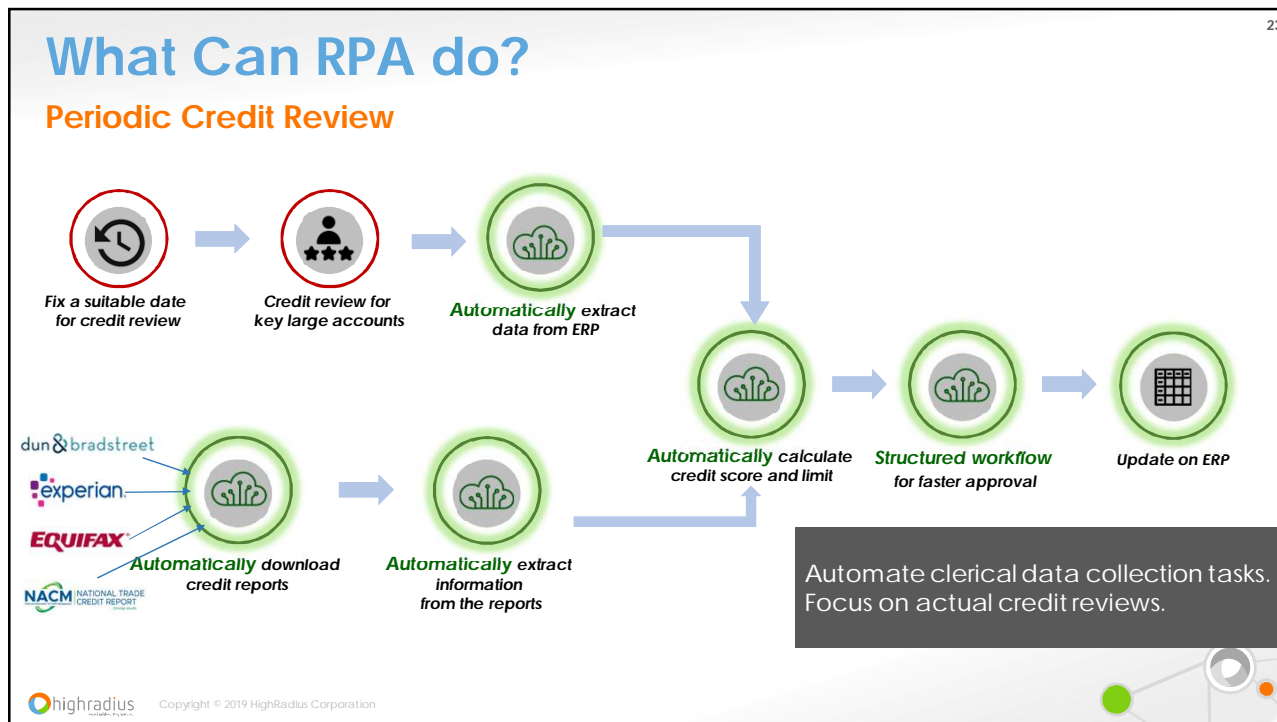 23
What Can RPA do?
Periodic Credit Review
Fix a suitable date
for credit review
Credit review for
key large accounts
Automatically extract
data from ERP
dun & bradstreet
experian
EQUIFAX
NACM NATIONAL TRADE
CREDIT REPORT
Automatically download
credit reports
Automatically extract
information
from the reports
Automatically calculate
credit score and limit
Structured workflow
for faster approval
Update on ERP
Automate clerical data collection tasks.
Focus on actual credit reviews.
highradius
Copyright © 2019 HighRadius Corporation